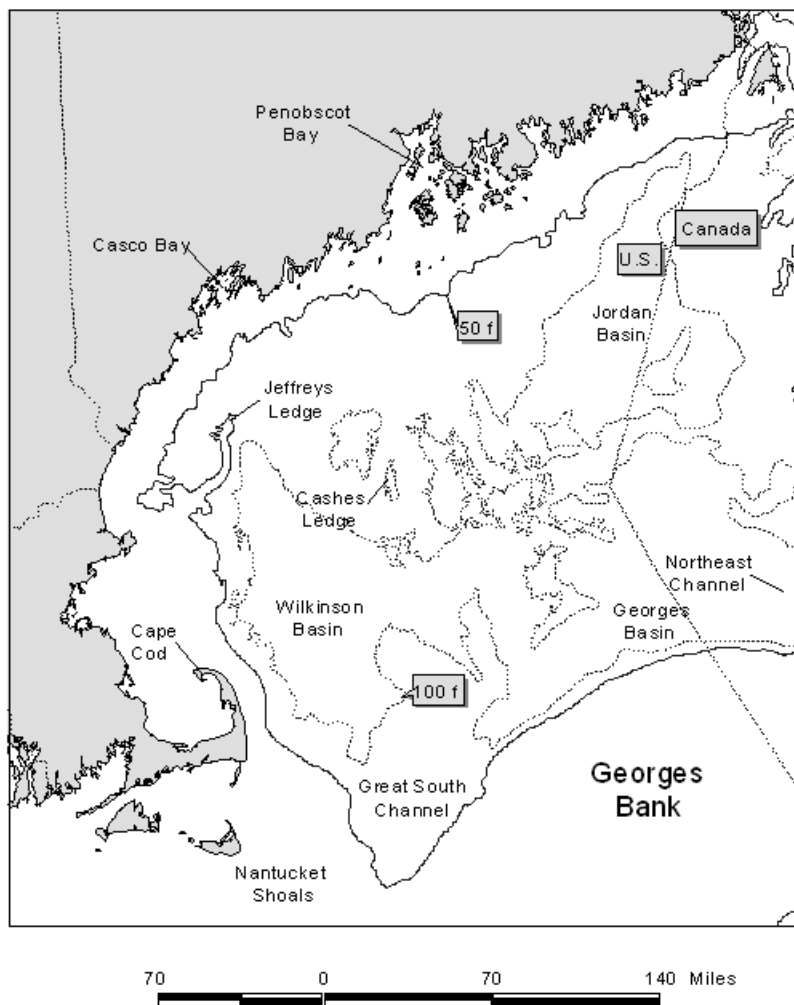 Penobscot
Bay
Casco Bay
Canada
U.S.
Jordan
Basin
50 f
Jeffreys
Ledge
Cashes
Ledge
Northeast
Channel
Wilkinson
Basin
Georges
Basin
Cape
Cod
100 f
Great South
Channel
Georges
Bank
Nantucket
Shoals
70 0 70 140 Miles